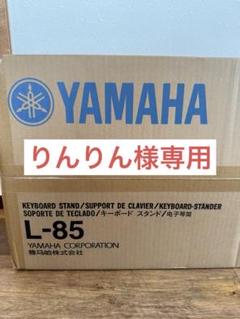 YAMAHA
りんりん様専用
KEYBOARD STAND/SUPPORT DE CLAVIER/KEYBOARD-STÄNDER
SOPORTE DE TECLADO/キーボード スタンド/电子琴架
L-85
YAMAHA CORPORATION
雅马哈株式会社